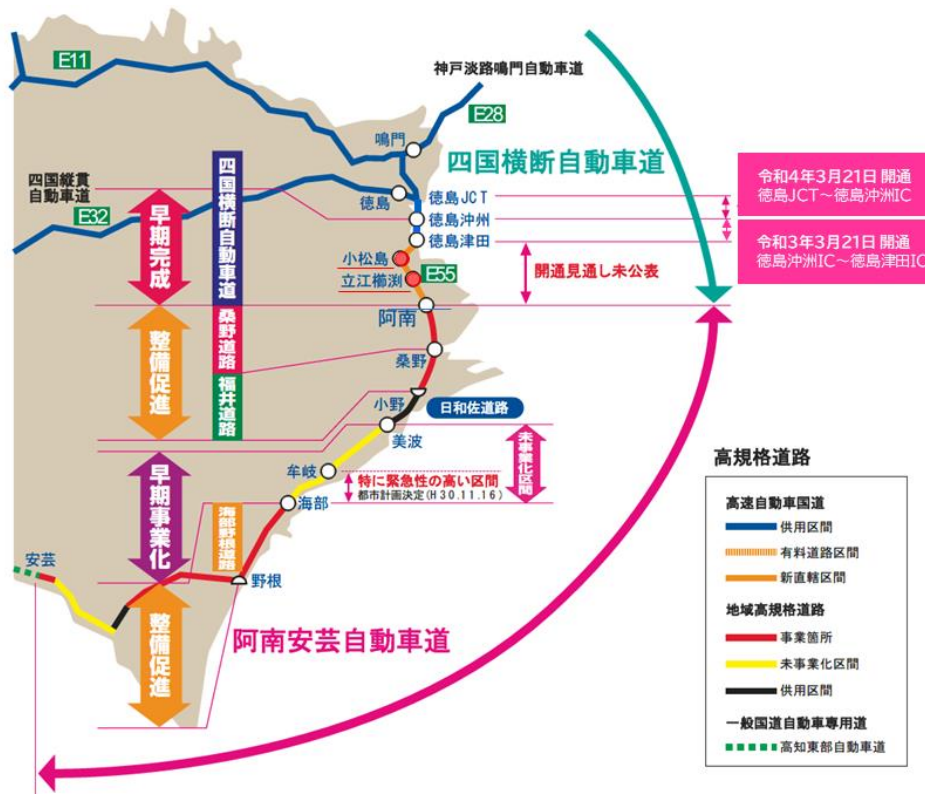 E11
神戸淡路鳴門自動車道
E28
鳴門
四国横断自動車道
四国縦貫
自動車道
E32
徳島
徳島JCT
徳島沖州
徳島津田
小松島
立江櫛渕
E55
阿南
桑野
小野
日和佐道路
美波
牟岐
海部
野根
安芸
令和4年3月21日 開通
徳島JCT～徳島沖洲IC
令和3年3月21日 開通
徳島沖洲IC～徳島津田IC
開通見通し未公表
早期完成
四国横断自動車道
整備促進
桑野道路
福井道路
早期事業化
未事業化区間
特に緊急性の高い区間
都市計画決定(H30.11.16)
海部野根道路
整備促進
阿南安芸自動車道
高規格道路
高速自動車国道
供用区間
有料道路区間
新直轄区間
地域高規格道路
事業箇所
未事業化区間
供用区間
一般国道自動車専用道
高知東部自動車道